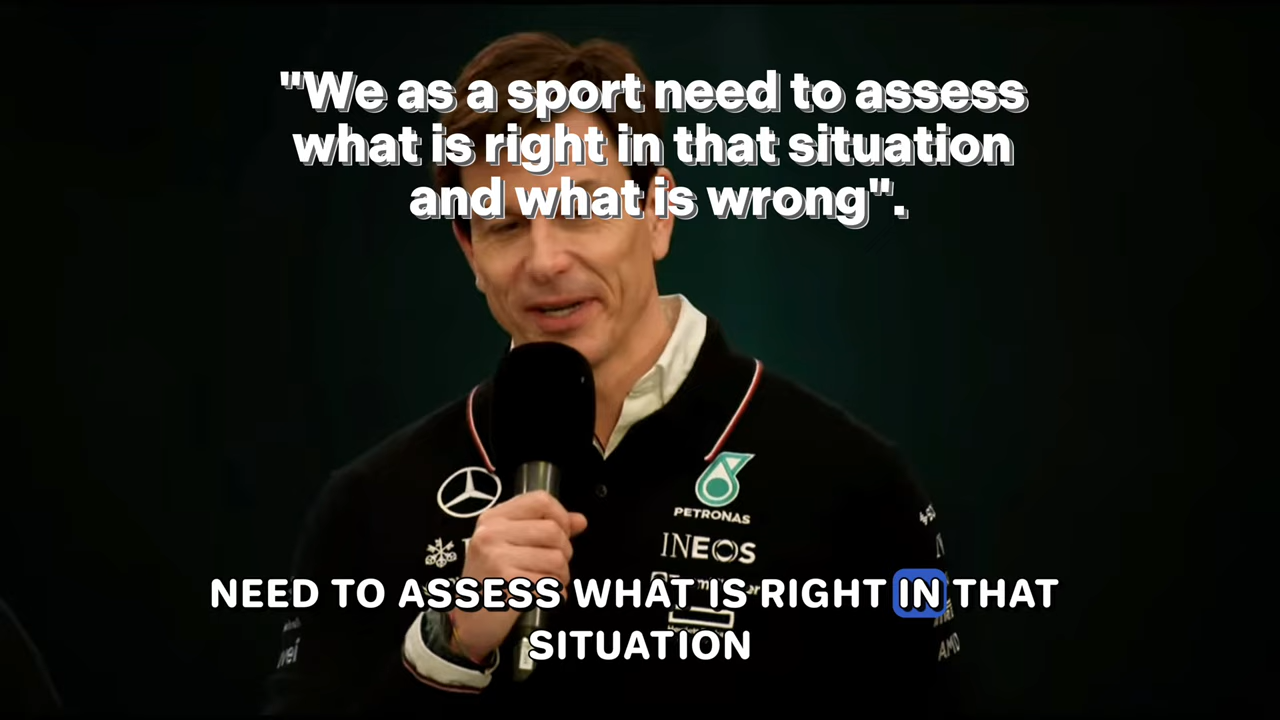 "We as a sport need to assess
what is right in that situation
and what is wrong".
PETRONAS
INEOS
NEED TO ASSESS WHAT IS RIGHT IN THAT
SITUATION
AMD